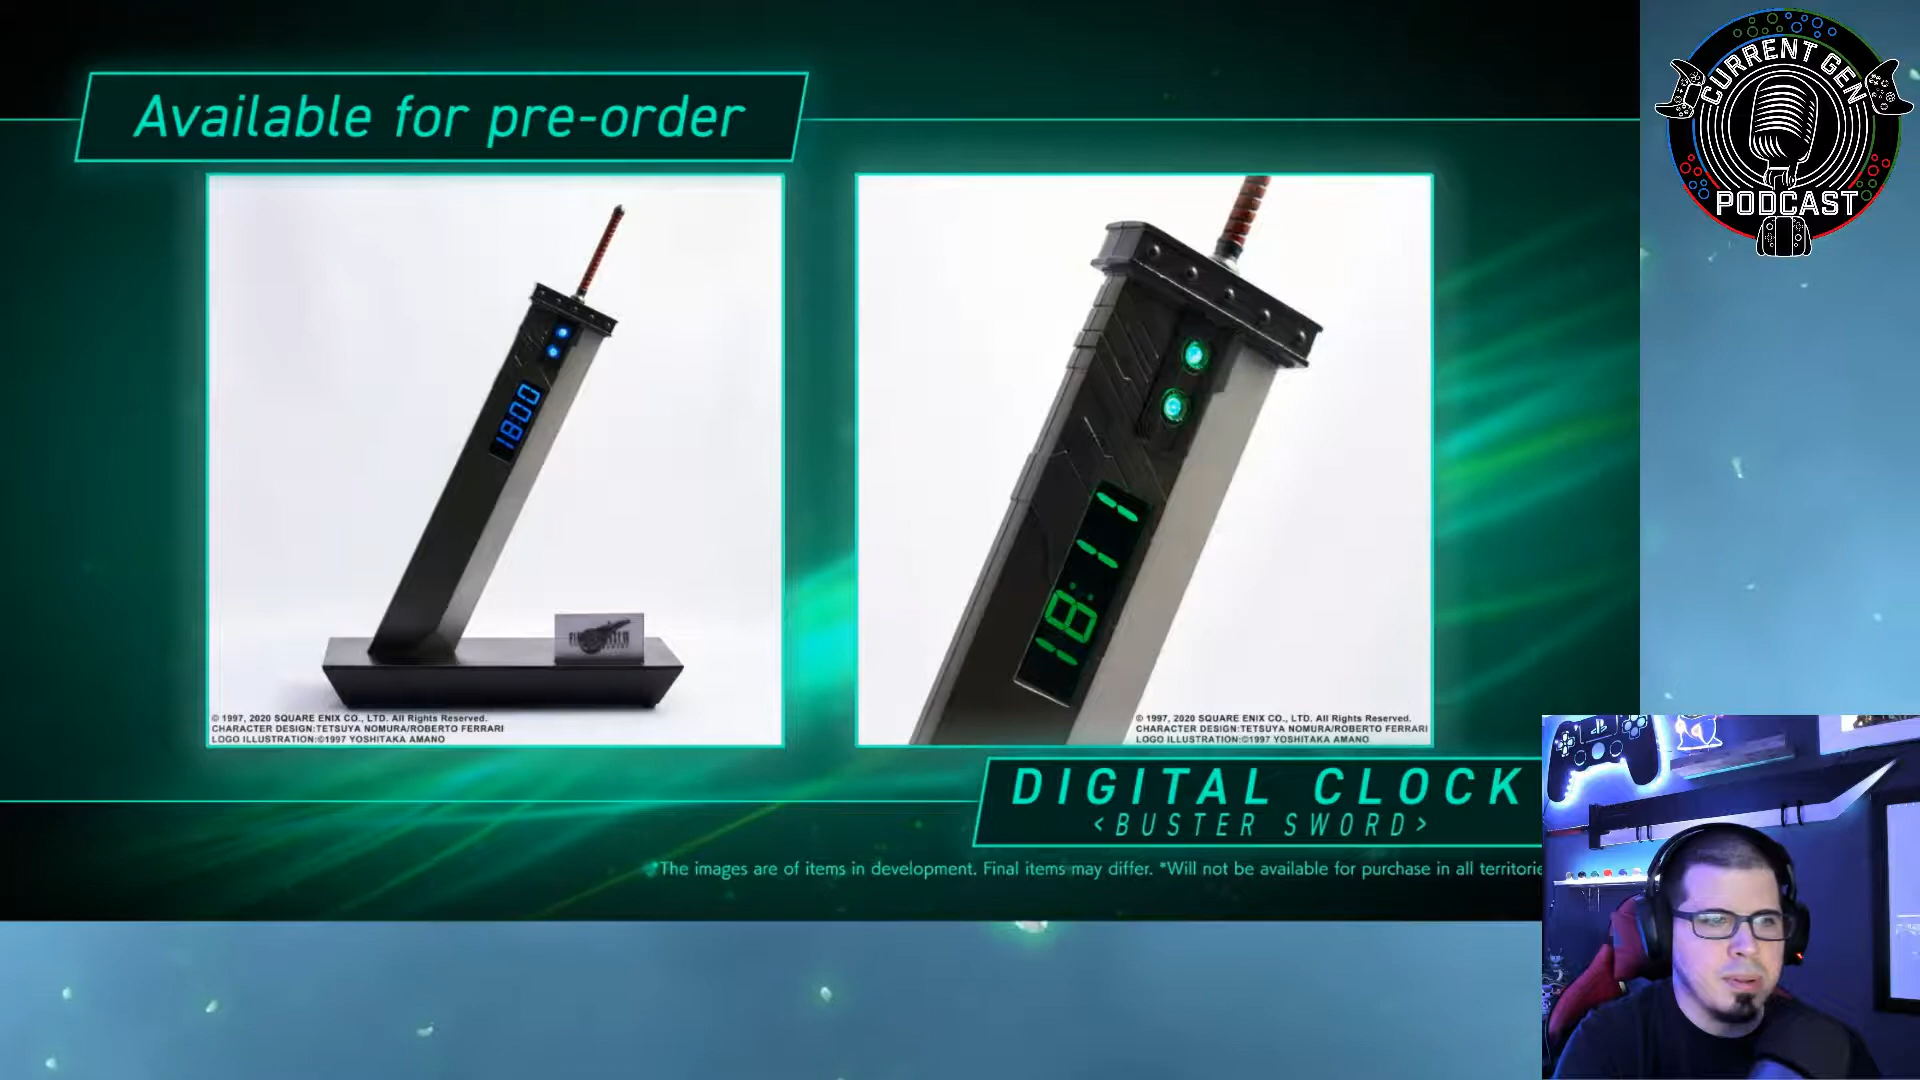 Available for pre-order
CURRENT GEN
PODCAST
18:00
18:11
© 1997, 2020 SQUARE ENIX CO., LTD. All Rights Reserved.
CHARACTER DESIGN:TETSUYA NOMURA/ROBERTO FERRARI
LOGO ILLUSTRATION:©1997 YOSHITAKA AMANO
© 1997, 2020 SQUARE ENIX CO., LTD. All Rights Reserved.
CHARACTER DESIGN:TETSUYA NOMURA/ROBERTO FERRARI
LOGO ILLUSTRATION:©1997 YOSHITAKA AMANO
DIGITAL CLOCK
<BUSTER SWORD>
*The images are of items in development. Final items may differ. *Will not be available for purchase in all territorie